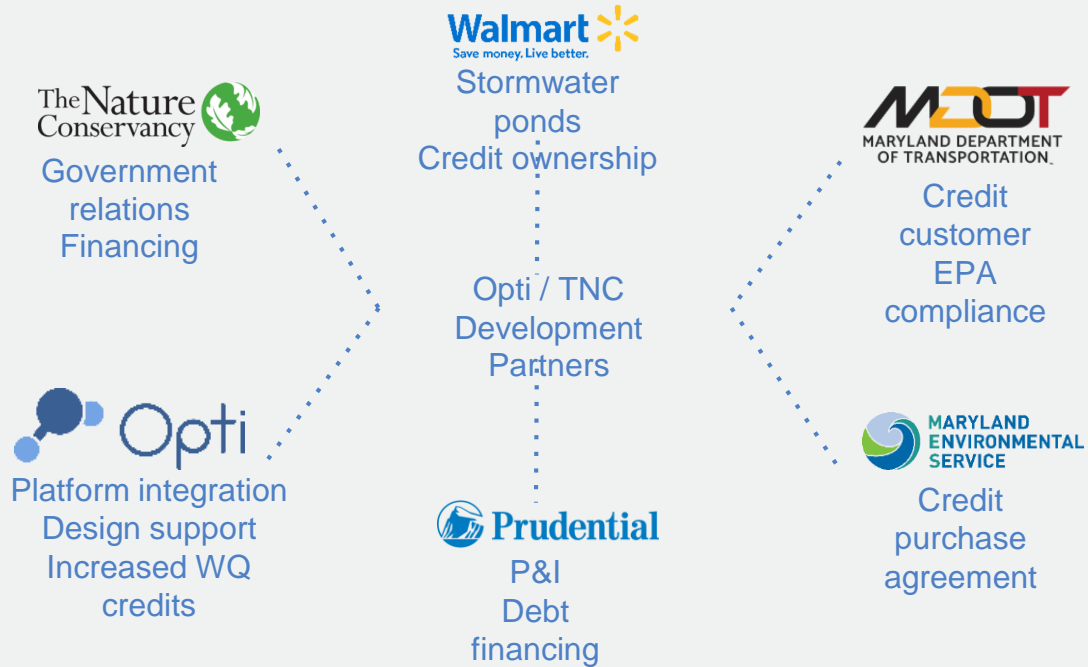 Walmart
Save money. Live better.
Stormwater
ponds
Credit ownership
The Nature
Conservancy
Government
relations
Financing
MDOT
MARYLAND DEPARTMENT
OF TRANSPORTATION™
Credit
customer
EPA
compliance
Opti / TNC
Development
Partners
Opti
Platform integration
Design support
Increased WQ
credits
Prudential
P&I
Debt
financing
MARYLAND
ENVIRONMENTAL
SERVICE
Credit
purchase
agreement